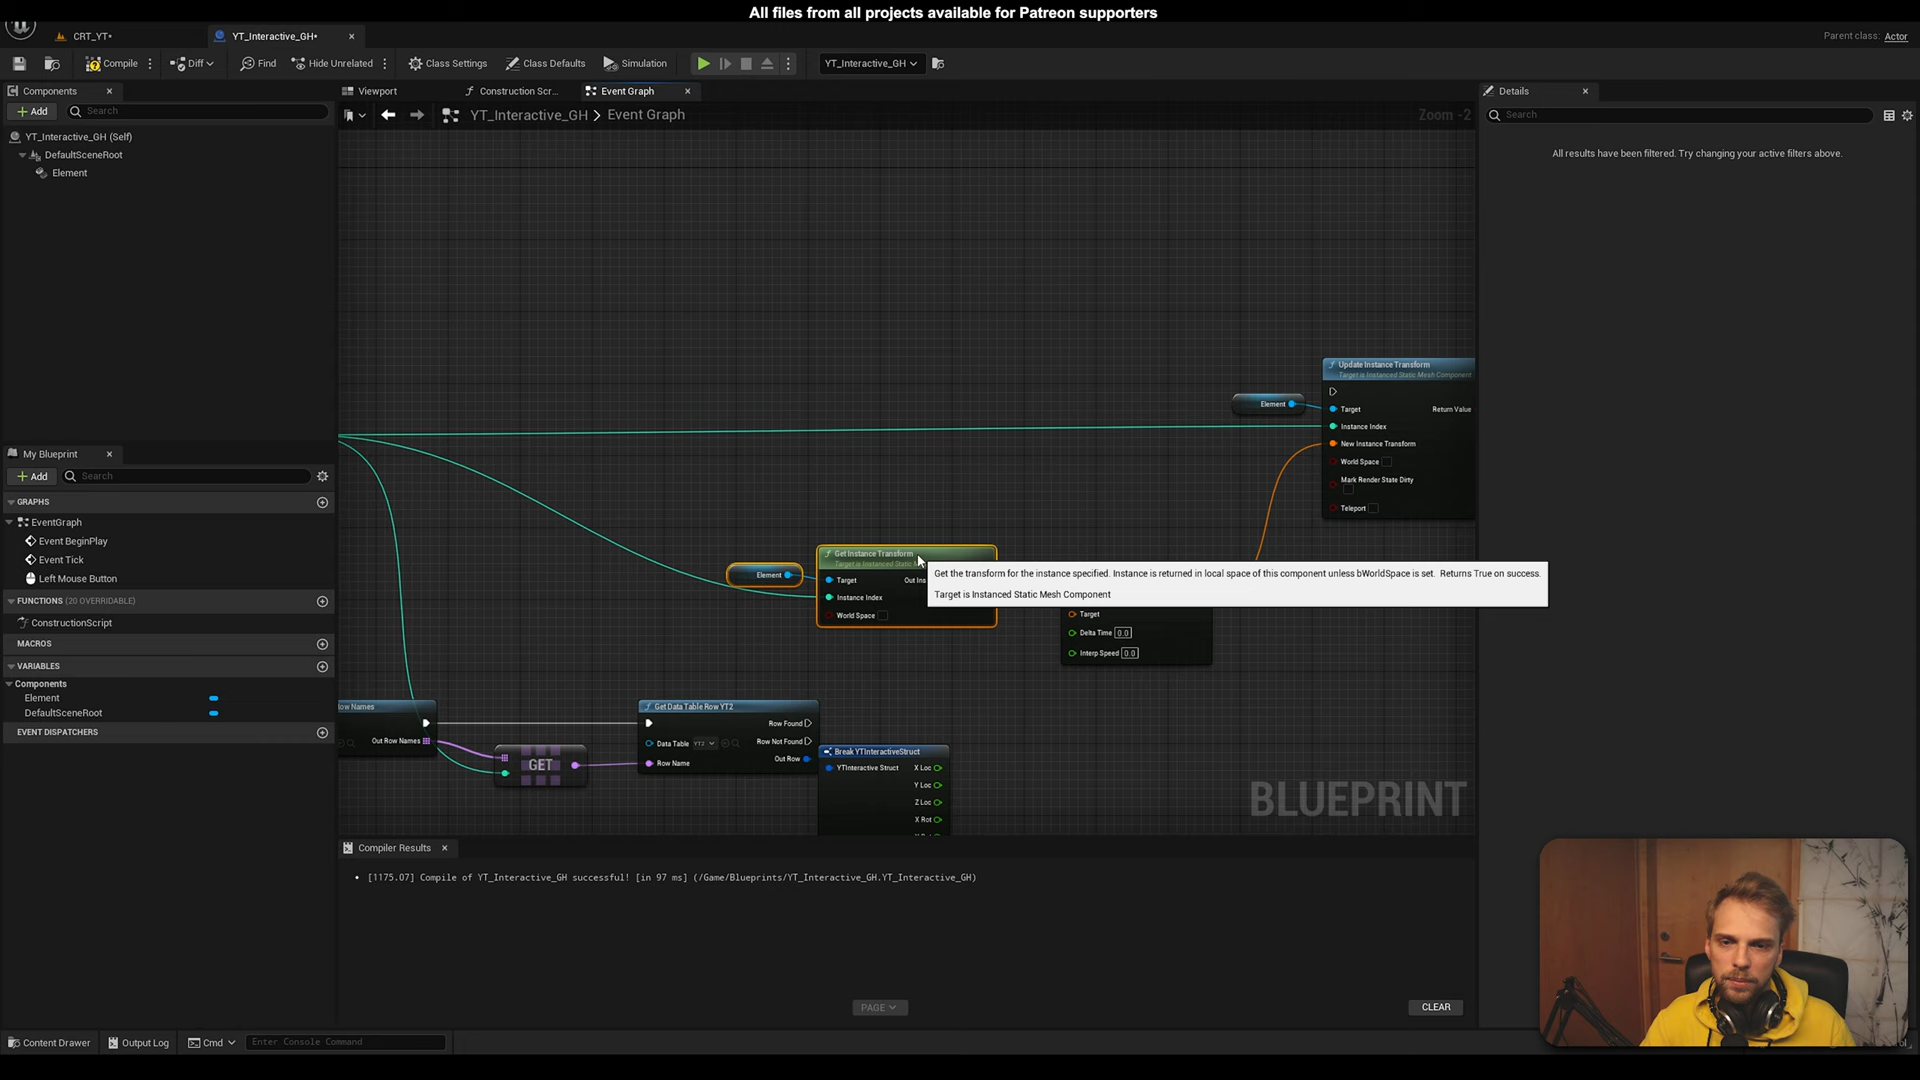 All files from all projects available for Patreon supporters
CRT_YT*
YT_Interactive_GH*
Parent class: Actor
Compile
Diff
Find
Hide Unrelated
Class Settings
Class Defaults
Simulation
YT_Interactive_GH
Components
Add
Search
YT_Interactive_GH (Self)
DefaultSceneRoot
Element
Viewport
Construction Scr...
Event Graph
YT_Interactive_GH > Event Graph
Zoom -2
Details
Search
All results have been filtered. Try changing your active filters above.
My Blueprint
Add
Search
GRAPHS
EventGraph
Event BeginPlay
Event Tick
Left Mouse Button
FUNCTIONS (20 OVERRIDABLE)
ConstructionScript
MACROS
VARIABLES
Components
Element
DefaultSceneRoot
EVENT DISPATCHERS
Update Instance Transform
Target is Instanced Static Mesh Component
Element
Target
Return Value
Instance Index
New Instance Transform
World Space
Mark Render State Dirty
Teleport
Get Instance Transform
Target is Instanced Static M
Element
Target
Out Ins
Instance Index
World Space
Get the transform for the instance specified. Instance is returned in local space of this component unless bWorldSpace is set. Returns True on success.
Target is Instanced Static Mesh Component
Target
Delta Time 0.0
Interp Speed 0.0
Row Names
Out Row Names
GET
Get Data Table Row YT2
Row Found
Data Table YT2
Row Not Found
Row Name
Out Row
Break YTInteractiveStruct
YTInteractive Struct
X Loc
Y Loc
Z Loc
X Rot
BLUEPRINT
Compiler Results
[1175.07] Compile of YT_Interactive_GH successful! [in 97 ms] (/Game/Blueprints/YT_Interactive_GH.YT_Interactive_GH)
PAGE
CLEAR
Content Drawer
Output Log
Cmd
Enter Console Command